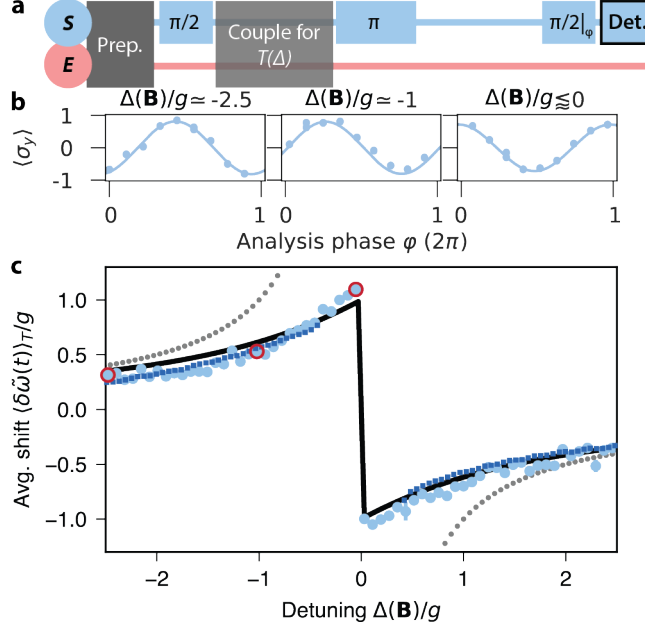 a
S
E
Prep.
π/2
Couple for
T(Δ)
π
π/2|φ
Det.
b
Δ(B)/g ≃ -2.5
Δ(B)/g ≃ -1
Δ(B)/g ≨ 0
⟨σy⟩
1
0
-1
0
1
0
1
0
1
Analysis phase φ (2π)
c
Avg. shift ⟨δω̃(t)⟩T/g
1.0
0.5
0.0
−0.5
−1.0
−2
−1
0
1
2
Detuning Δ(B)/g